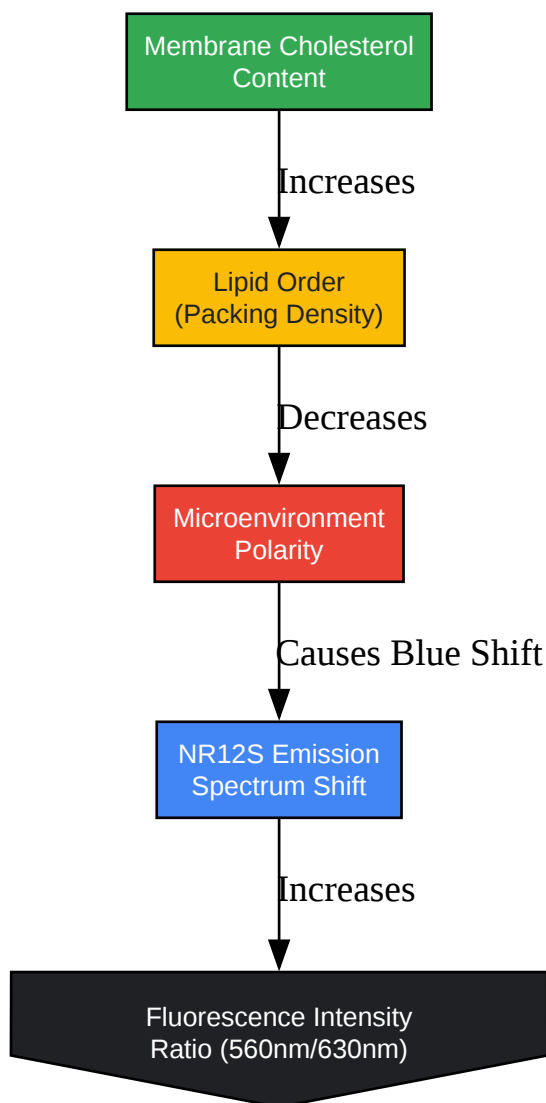 Membrane Cholesterol
Content
Increases
Lipid Order
(Packing Density)
Decreases
Microenvironment
Polarity
Causes Blue Shift
NR12S Emission
Spectrum Shift
Increases
Fluorescence Intensity
Ratio (560nm/630nm)